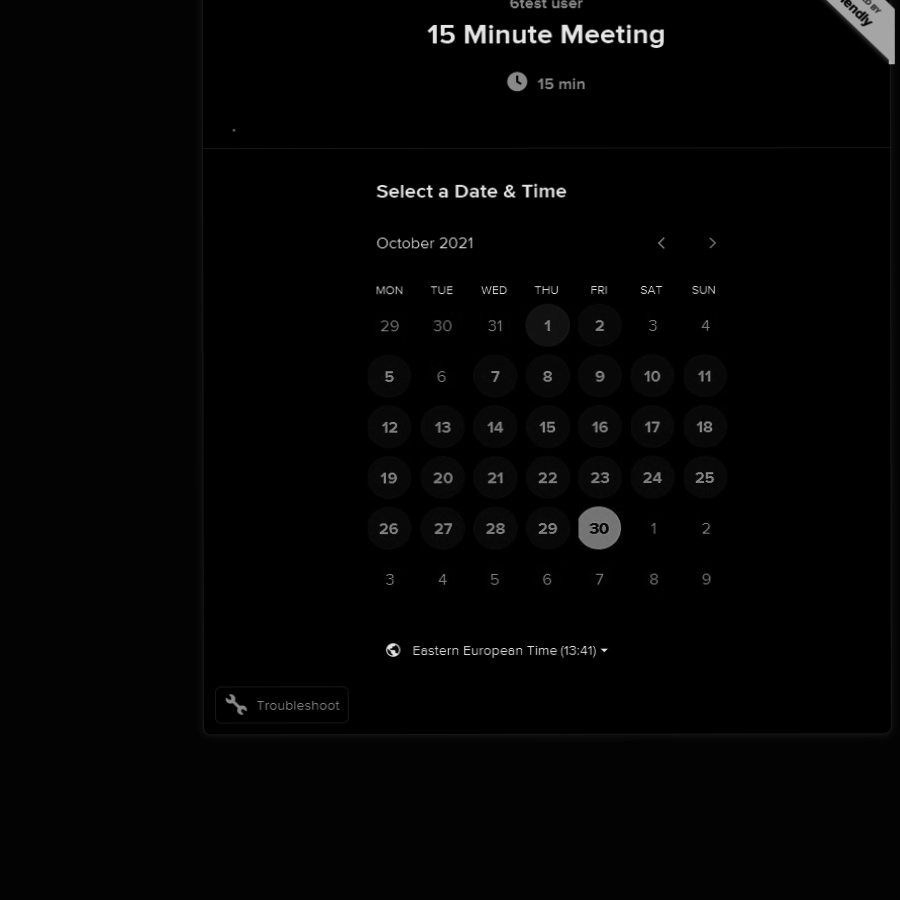 6test user
15 Minute Meeting
15 min
Select a Date & Time
October 2021
MON TUE WED THU FRI SAT SUN
29 30 31 1 2 3 4
5 6 7 8 9 10 11
12 13 14 15 16 17 18
19 20 21 22 23 24 25
26 27 28 29 30 1 2
3 4 5 6 7 8 9
Eastern European Time (13:41)
Troubleshoot